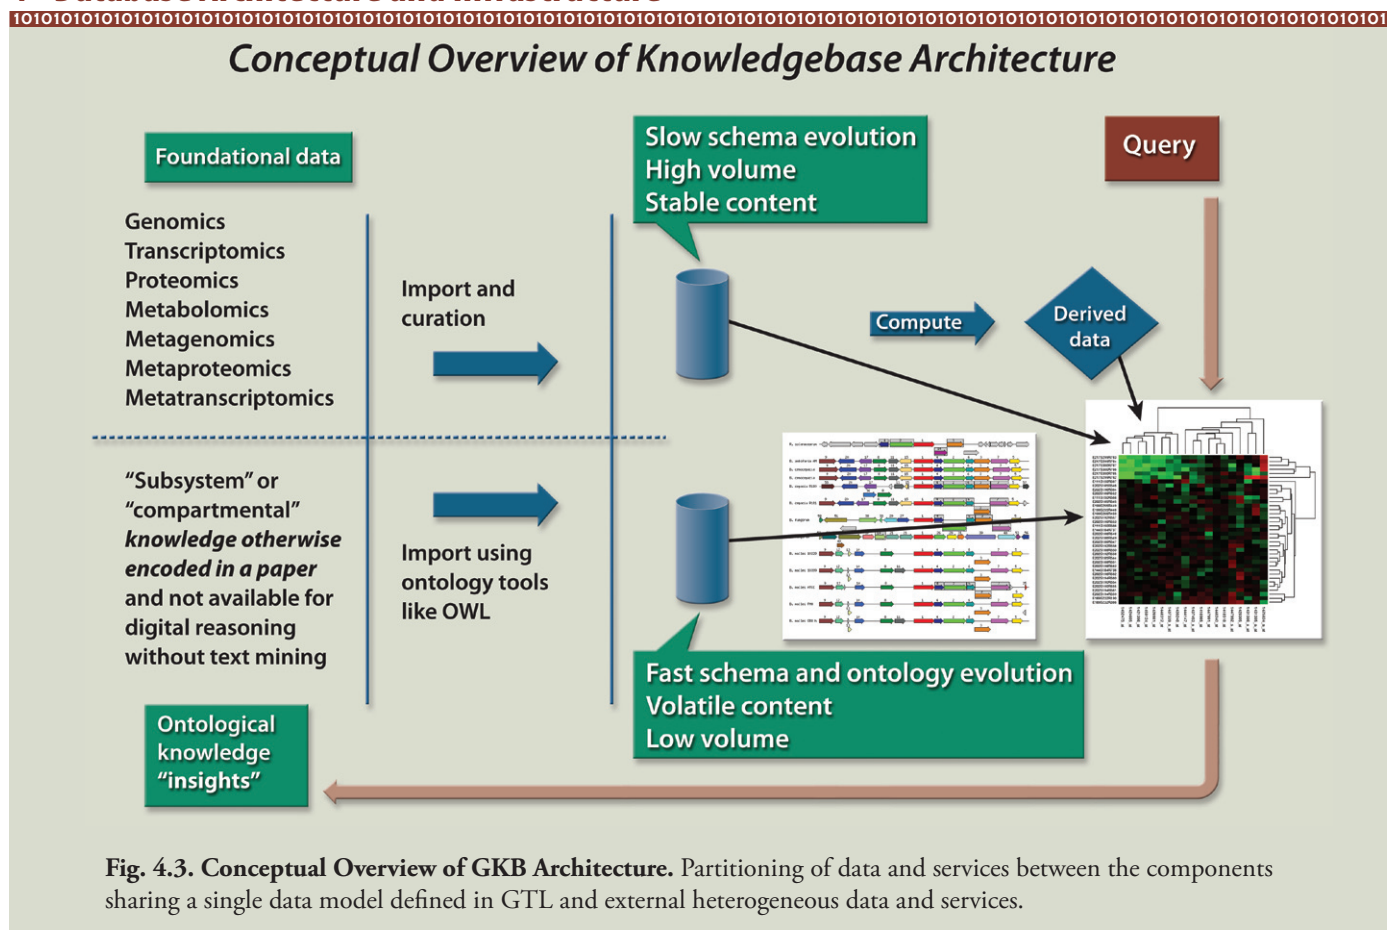 Conceptual Overview of Knowledgebase Architecture
Foundational data
Genomics
Transcriptomics
Proteomics
Metabolomics
Metagenomics
Metaproteomics
Metatranscriptomics
Import and
curation
Slow schema evolution
High volume
Stable content
Query
Compute
Derived
data
“Subsystem” or
“compartmental”
knowledge otherwise
encoded in a paper
and not available for
digital reasoning
without text mining
Import using
ontology tools
like OWL
Fast schema and ontology evolution
Volatile content
Low volume
Ontological
knowledge
“insights”
Fig. 4.3. Conceptual Overview of GKB Architecture. Partitioning of data and services between the components
sharing a single data model defined in GTL and external heterogeneous data and services.